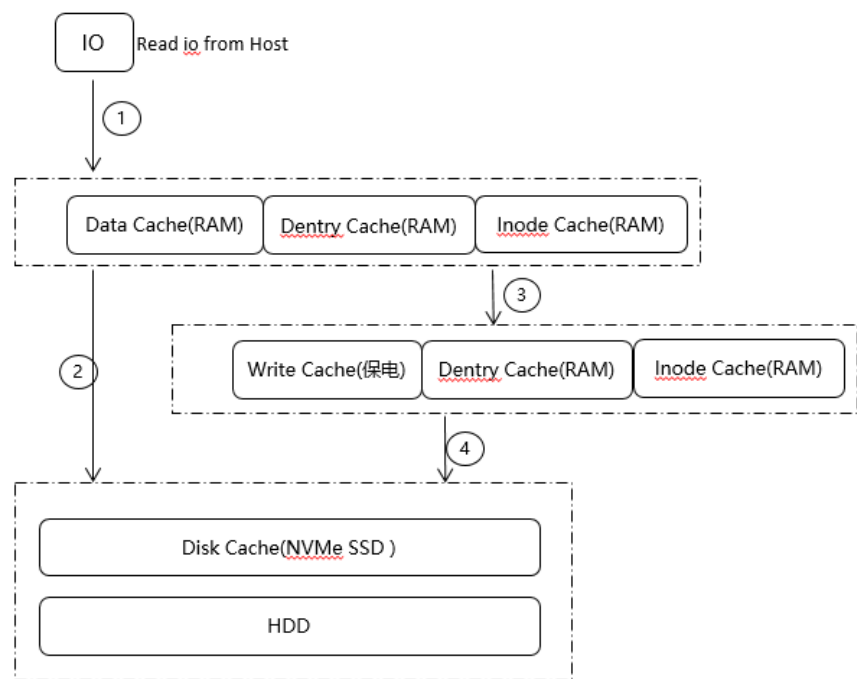 IO
Read io from Host
1
Data Cache(RAM)
Dentry Cache(RAM)
Inode Cache(RAM)
3
2
Write Cache(保电)
Dentry Cache(RAM)
Inode Cache(RAM)
4
Disk Cache(NVMe SSD )
HDD